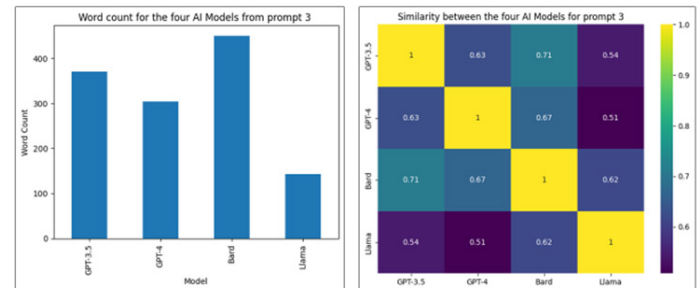 Word count for the four AI Models from prompt 3
400
300
200
100
0
Word Count
GPT-3.5
GPT-4
Bard
Llama
Model
Similarity between the four AI Models for prompt 3
GPT-3.5
1
0.63
0.71
0.54
GPT-4
0.63
1
0.67
0.51
Bard
0.71
0.67
1
0.62
Llama
0.54
0.51
0.62
1
GPT-3.5
GPT-4
Bard
Llama
1.0
0.9
0.8
0.7
0.6